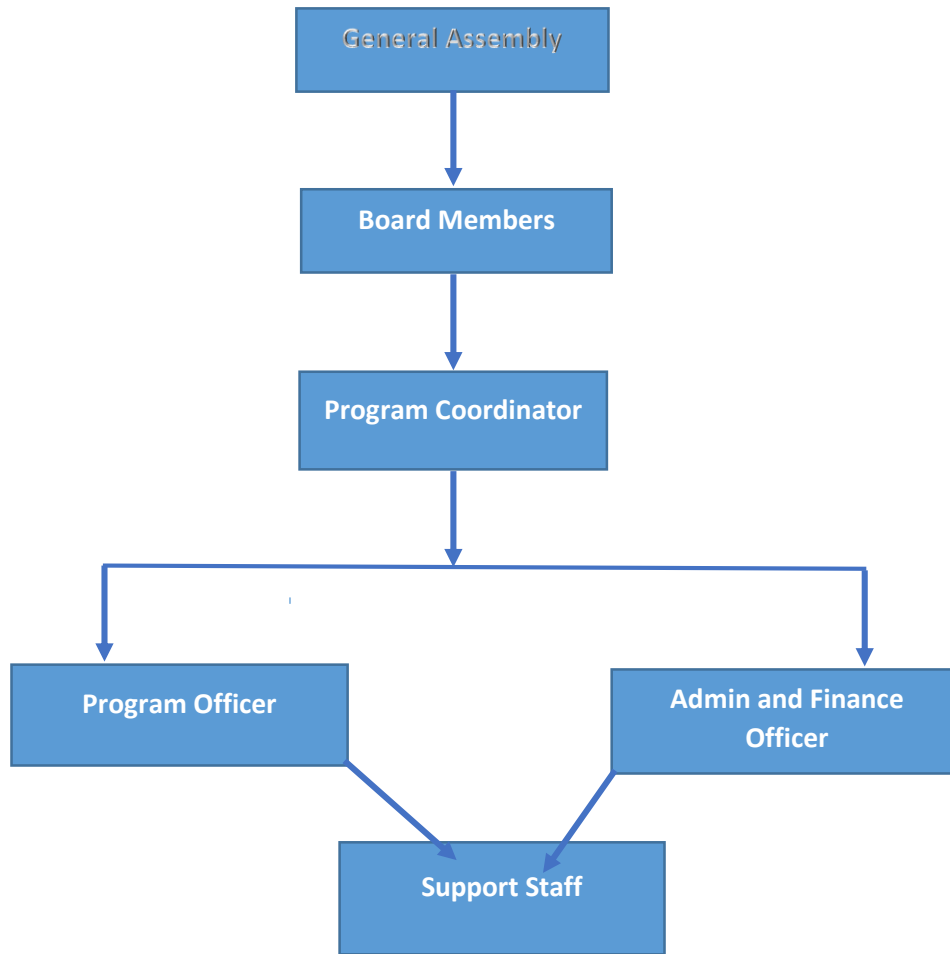 General Assembly
Board Members
Program Coordinator
Program Officer
Admin and Finance
Officer
Support Staff